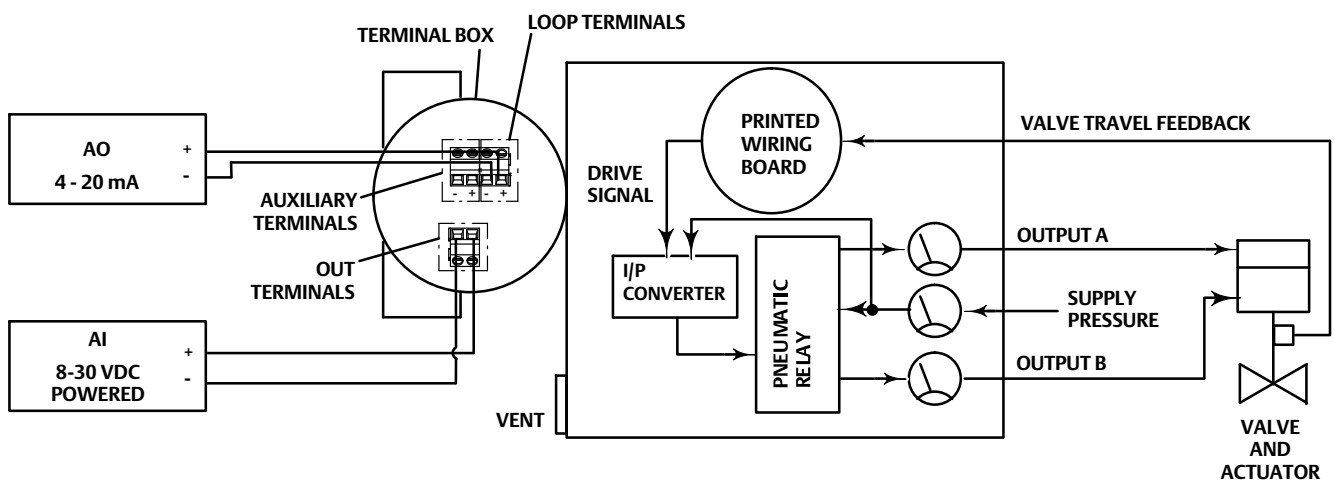 TERMINAL BOX
LOOP TERMINALS
AO
4 - 20 mA
+
-
AUXILIARY
TERMINALS
- + - +
OUT
TERMINALS
AI
8-30 VDC
POWERED
+
-
VENT
PRINTED
WIRING
BOARD
DRIVE
SIGNAL
I/P
CONVERTER
PNEUMATIC
RELAY
VALVE TRAVEL FEEDBACK
OUTPUT A
SUPPLY
PRESSURE
OUTPUT B
VALVE
AND
ACTUATOR